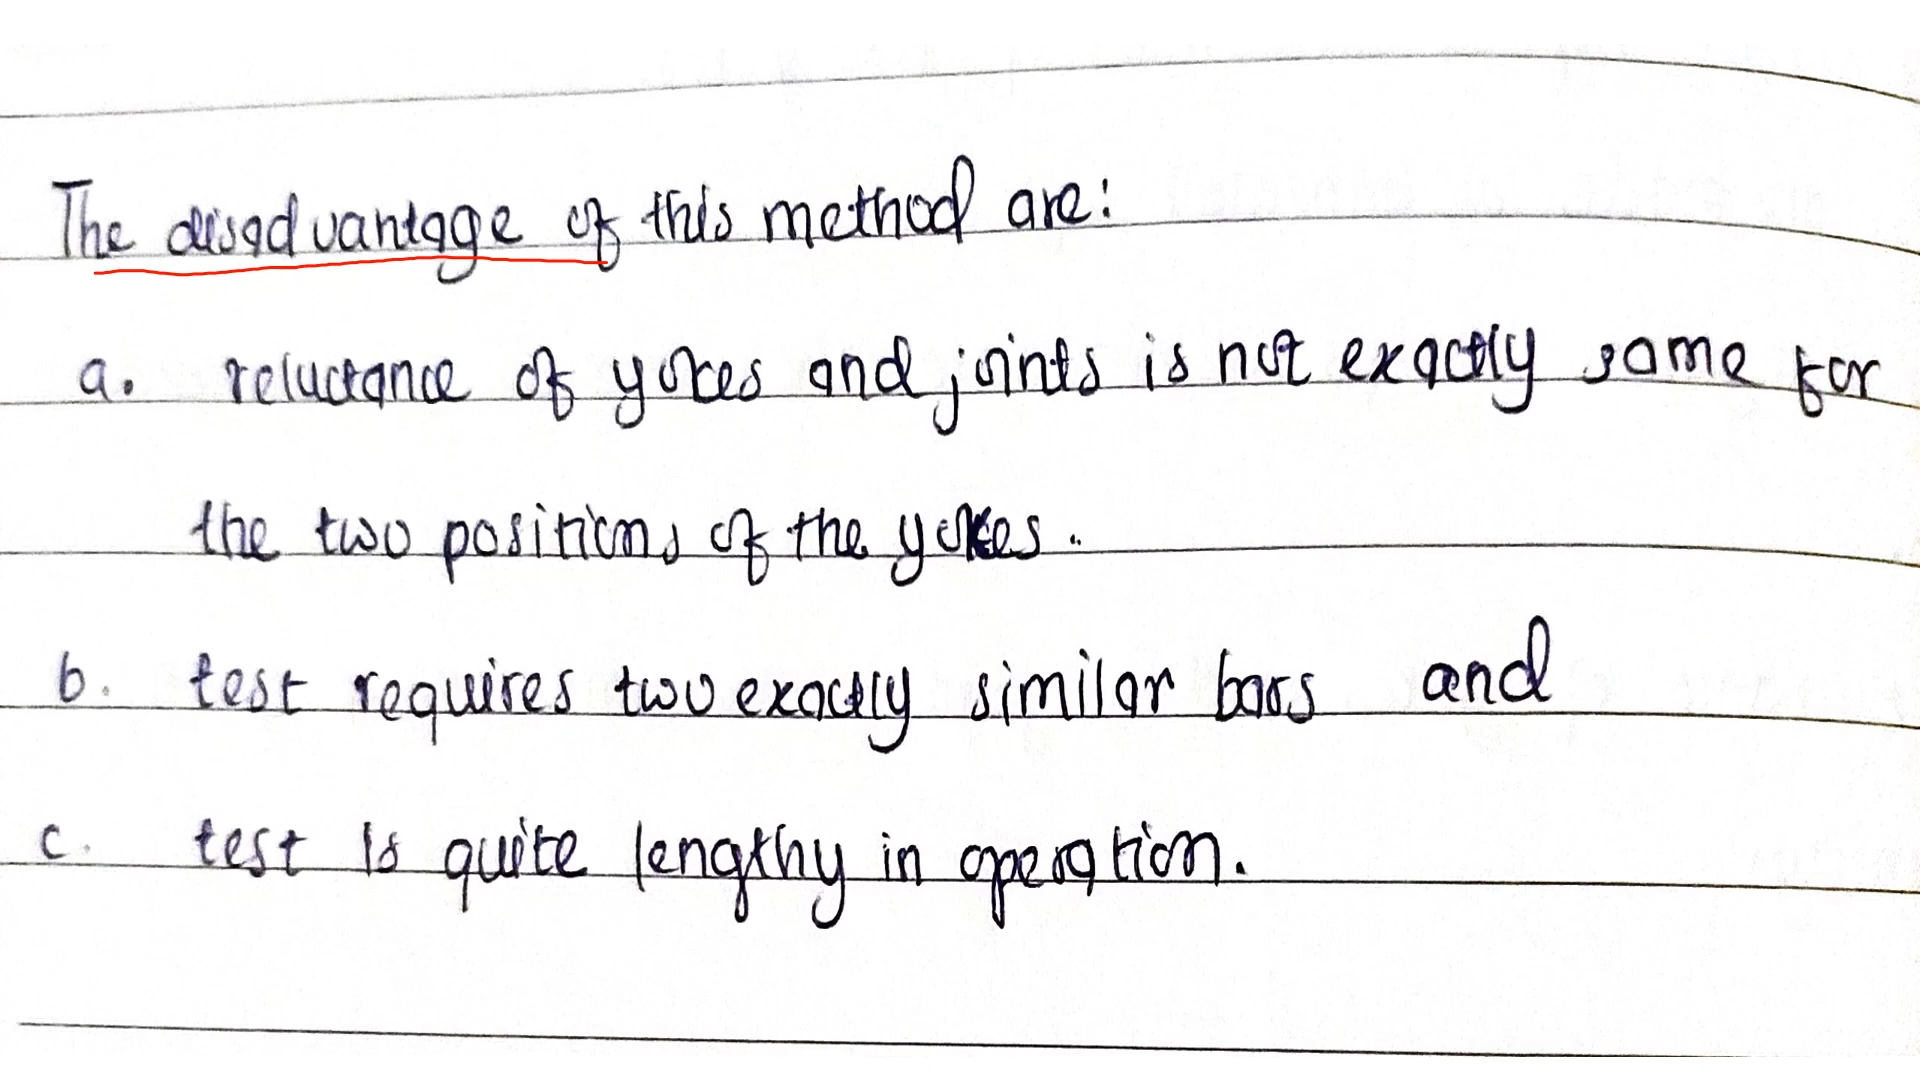 The disadvantage of this method are:
a. reluctance of yokes and joints is not exactly same for
the two positions of the yokes.
b. test requires two exactly similar bars and
c. test is quite lengthy in operation.